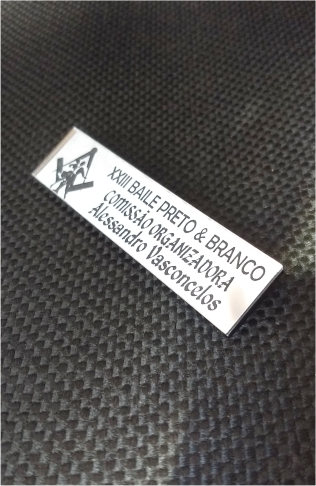 XXIII BAILE PRETO & BRANCO
COMISSÃO ORGANIZADORA
Alessandro Vasconcelos